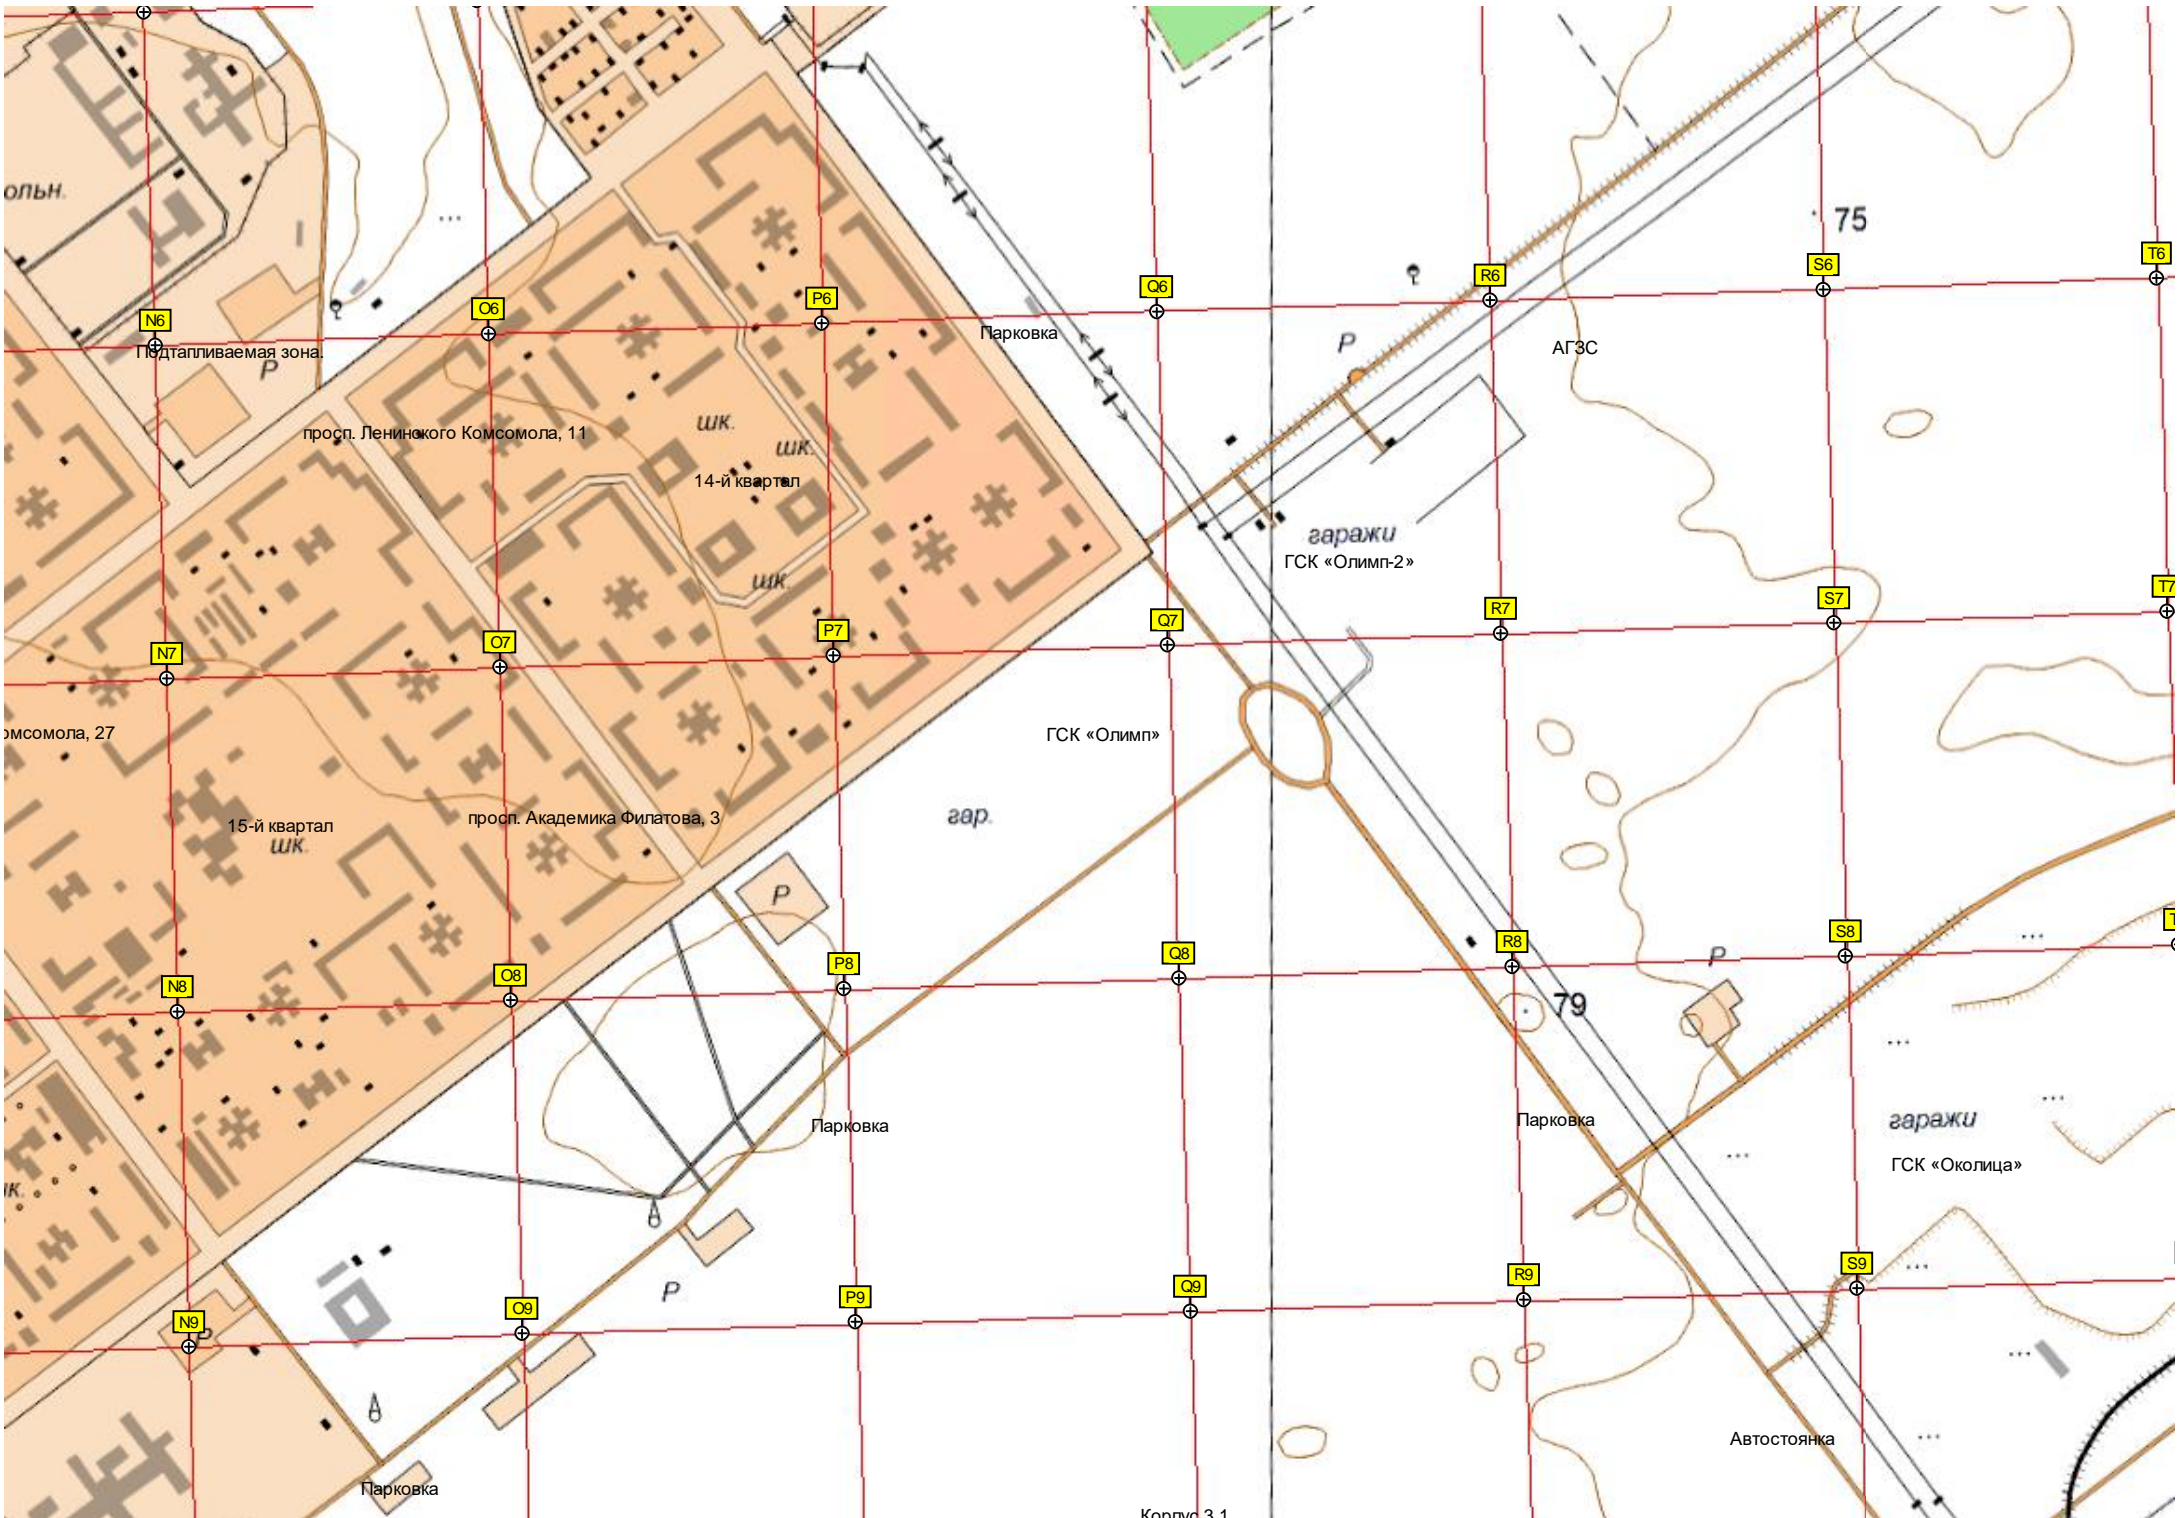 ольн.
75
T6
S6
R6
Q6
P6
O6
N6
Парковка
P
АГЗС
Подтапливаемая зона.
P
просп. Ленинского Комсомола, 11
шк.
шк.
14-й квартал
гаражи
ГСК «Олимп-2»
шк.
T7
S7
R7
Q7
P7
O7
N7
омсомола, 27
ГСК «Олимп»
гар.
просп. Академика Филатова, 3
15-й квартал
шк.
P
S8
R8
Q8
P8
O8
N8
P
79
Парковка
Парковка
гаражи
ГСК «Околица»
S9
R9
Q9
P9
O9
N9
P
P
Автостоянка
Парковка
Корпус 3.1